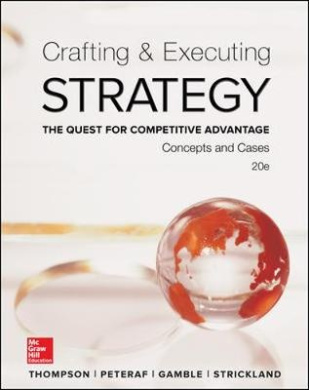 Crafting & Executing
STRATEGY
THE QUEST FOR COMPETITIVE ADVANTAGE
Concepts and Cases
20e
Mc
Graw
Hill
Education
THOMPSON | PETERAF | GAMBLE | STRICKLAND